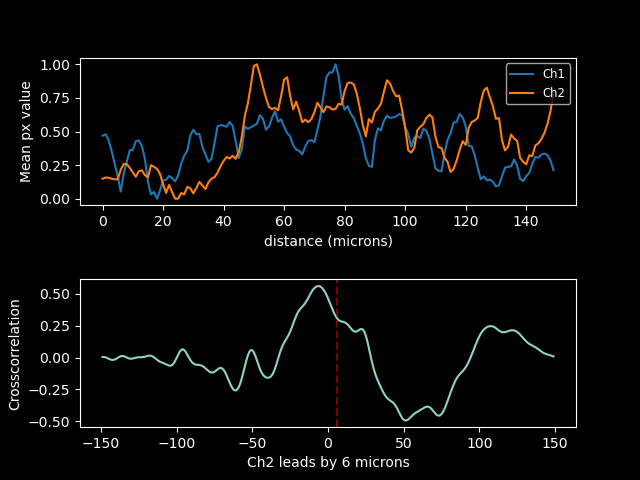 1.00
0.75
0.50
0.25
0.00
Mean px value
Ch1
Ch2
0 20 40 60 80 100 120 140
distance (microns)
0.50
0.25
0.00
−0.25
−0.50
Crosscorrelation
−150 −100 −50 0 50 100 150
Ch2 leads by 6 microns